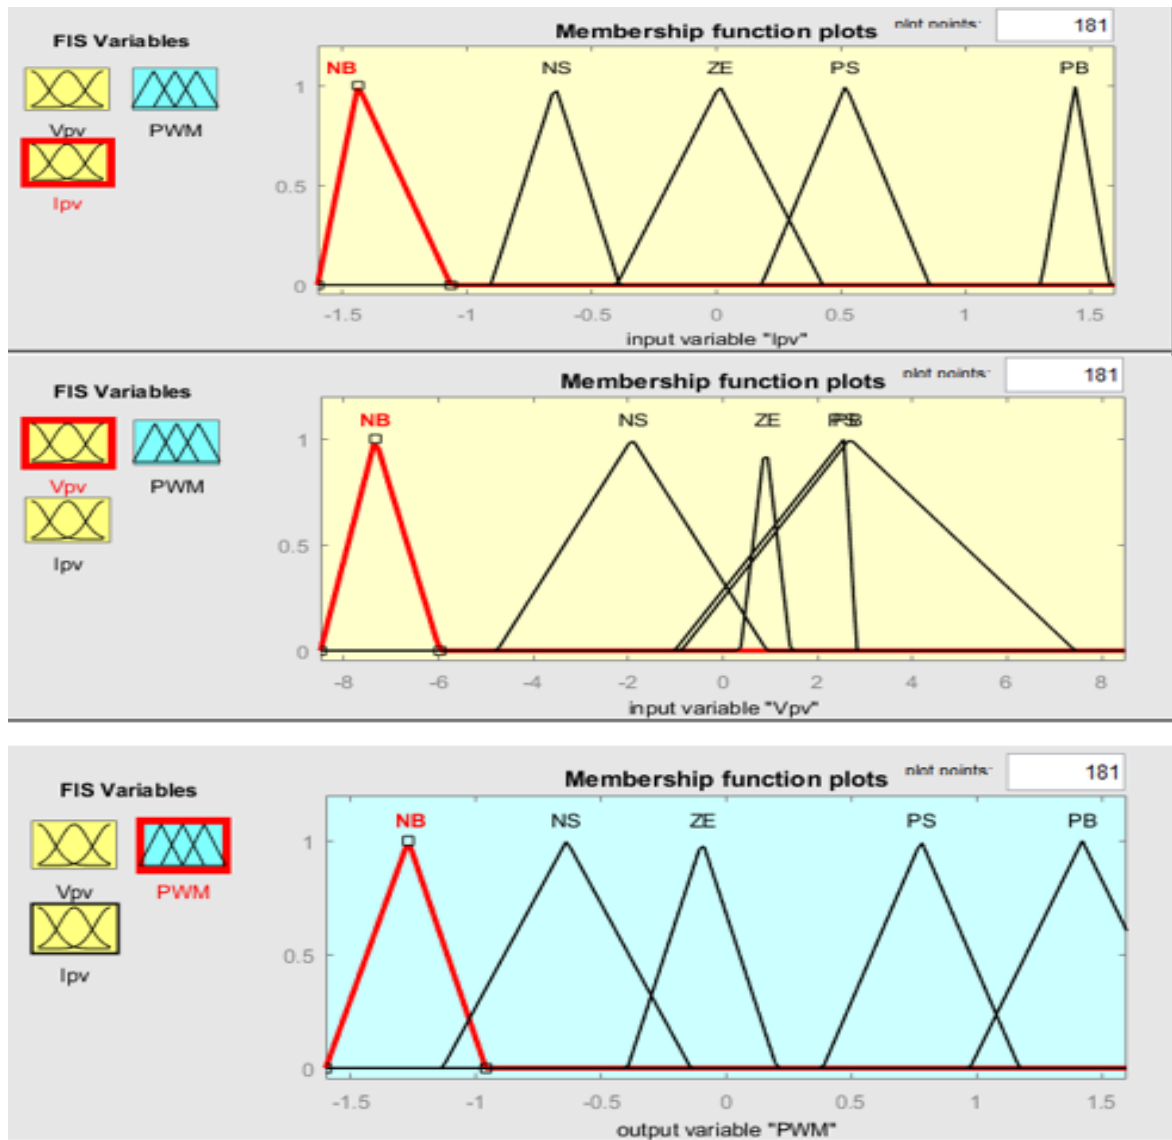 FIS Variables
Membership function plots
plot points:
181
NB NS ZE PS PB
Vpv PWM
Ipv
1
0.5
0
-1.5 -1 -0.5 0 0.5 1 1.5
input variable "Ipv"
FIS Variables
Membership function plots
plot points:
181
NB NS ZE PS PB
Vpv PWM
Ipv
1
0.5
0
-8 -6 -4 -2 0 2 4 6 8
input variable "Vpv"
FIS Variables
Membership function plots
plot points:
181
NB NS ZE PS PB
Vpv PWM
Ipv
1
0.5
0
-1.5 -1 -0.5 0 0.5 1 1.5
output variable "PWM"